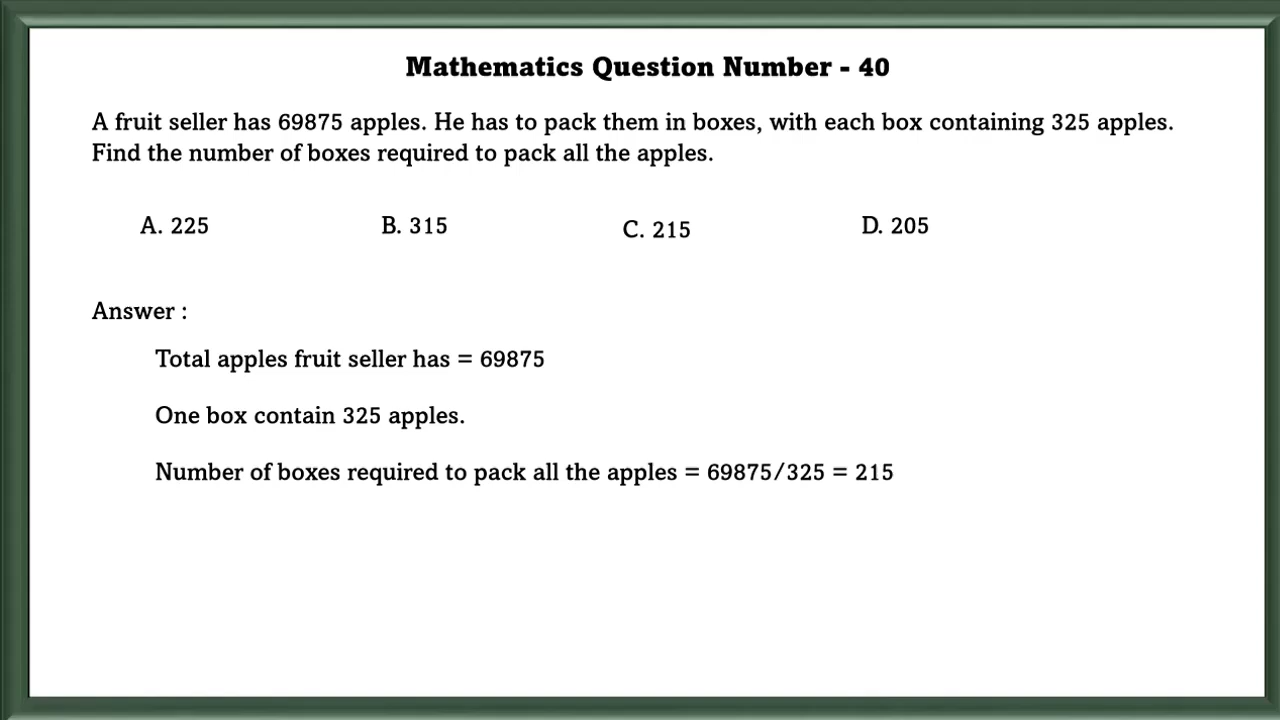 Mathematics Question Number - 40
A fruit seller has 69875 apples. He has to pack them in boxes, with each box containing 325 apples.
Find the number of boxes required to pack all the apples.
A. 225 B. 315 C. 215 D. 205
Answer :
Total apples fruit seller has = 69875
One box contain 325 apples.
Number of boxes required to pack all the apples = 69875/325 = 215